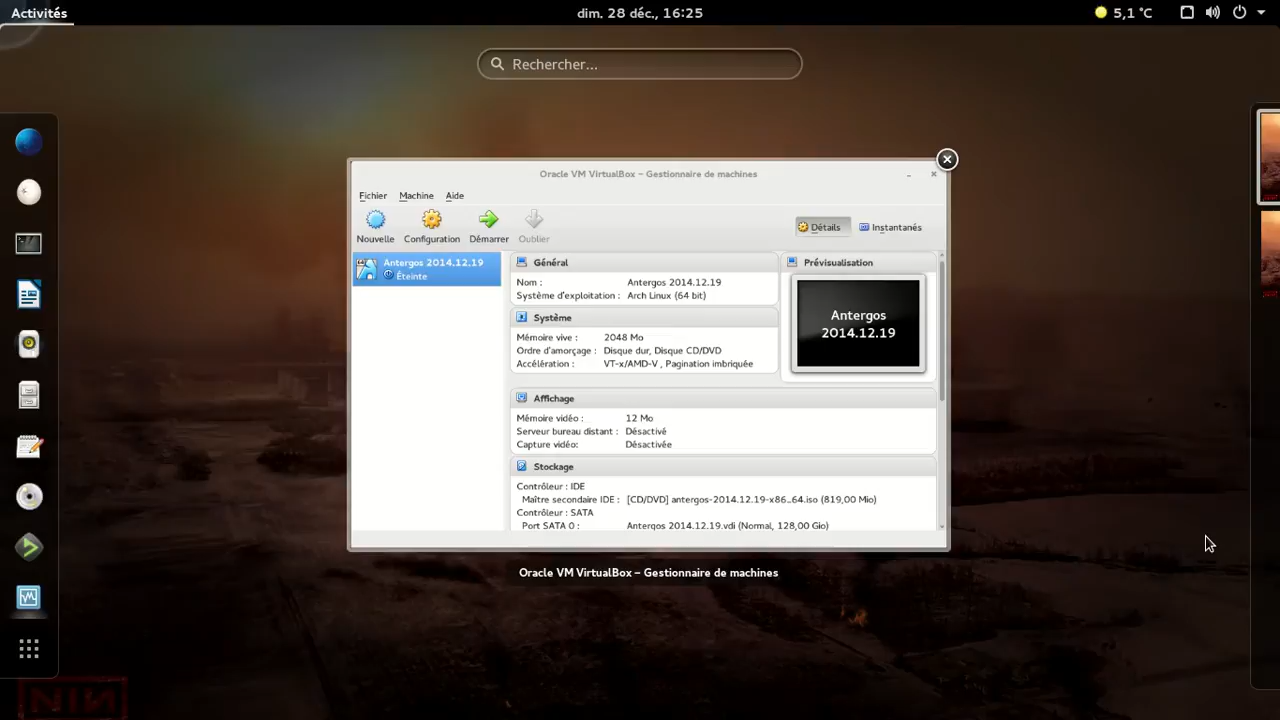 Activités
dim. 28 déc., 16:25
5,1 °C
Rechercher...
Oracle VM VirtualBox – Gestionnaire de machines
Fichier Machine Aide
Nouvelle Configuration Démarrer Oublier
Détails Instantanés
Antergos 2014.12.19
Éteinte
Général
Nom : Antergos 2014.12.19
Système d'exploitation : Arch Linux (64 bit)
Système
Mémoire vive : 2048 Mo
Ordre d'amorçage : Disque dur, Disque CD/DVD
Accélération : VT-x/AMD-V , Pagination imbriquée
Prévisualisation
Antergos
2014.12.19
Affichage
Mémoire vidéo : 12 Mo
Serveur bureau distant : Désactivé
Capture vidéo: Désactivée
Stockage
Contrôleur : IDE
Maître secondaire IDE : [CD/DVD] antergos-2014.12.19-x86_64.iso (819,00 Mio)
Contrôleur : SATA
Port SATA 0 : Antergos 2014.12.19.vdi (Normal, 128,00 Gio)
Oracle VM VirtualBox – Gestionnaire de machines
NIN